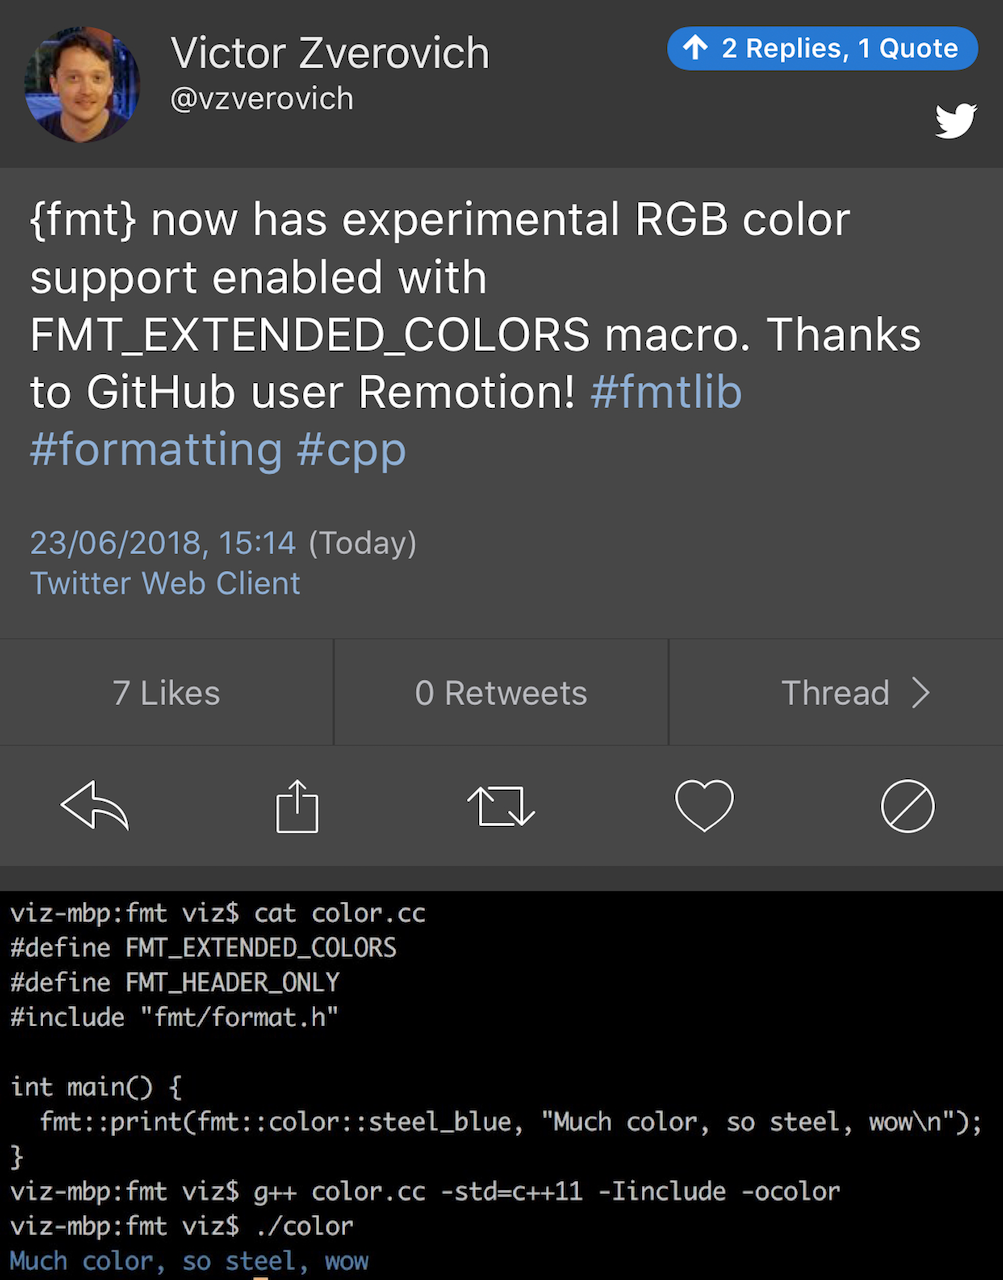 Victor Zverovich
@vzverovich
2 Replies, 1 Quote
{fmt} now has experimental RGB color
support enabled with
FMT_EXTENDED_COLORS macro. Thanks
to GitHub user Remotion! #fmtlib
#formatting #cpp
23/06/2018, 15:14 (Today)
Twitter Web Client
7 Likes
0 Retweets
Thread
viz-mbp:fmt viz$ cat color.cc
#define FMT_EXTENDED_COLORS
#define FMT_HEADER_ONLY
#include "fmt/format.h"
int main() {
  fmt::print(fmt::color::steel_blue, "Much color, so steel, wow\n");
}
viz-mbp:fmt viz$ g++ color.cc -std=c++11 -Iinclude -ocolor
viz-mbp:fmt viz$ ./color
Much color, so steel, wow